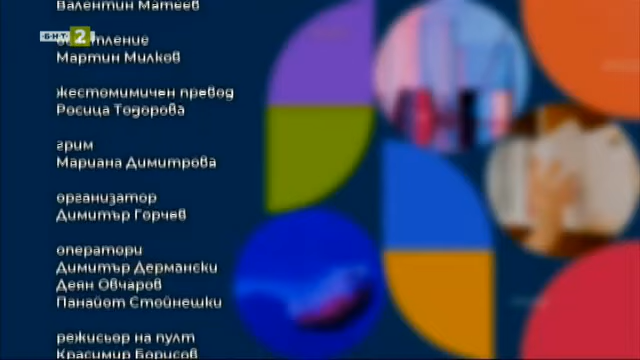 Валентин Матеев
БНТ 2
Мартин Милков
жестомимичен превод
Росица Тодорова
грим
Мариана Димитрова
организатор
Димитър Горчев
оператори
Димитър Дермански
Деян Овчаров
Панайот Стойнешки
режисьор на пулт
Красимир Борисов